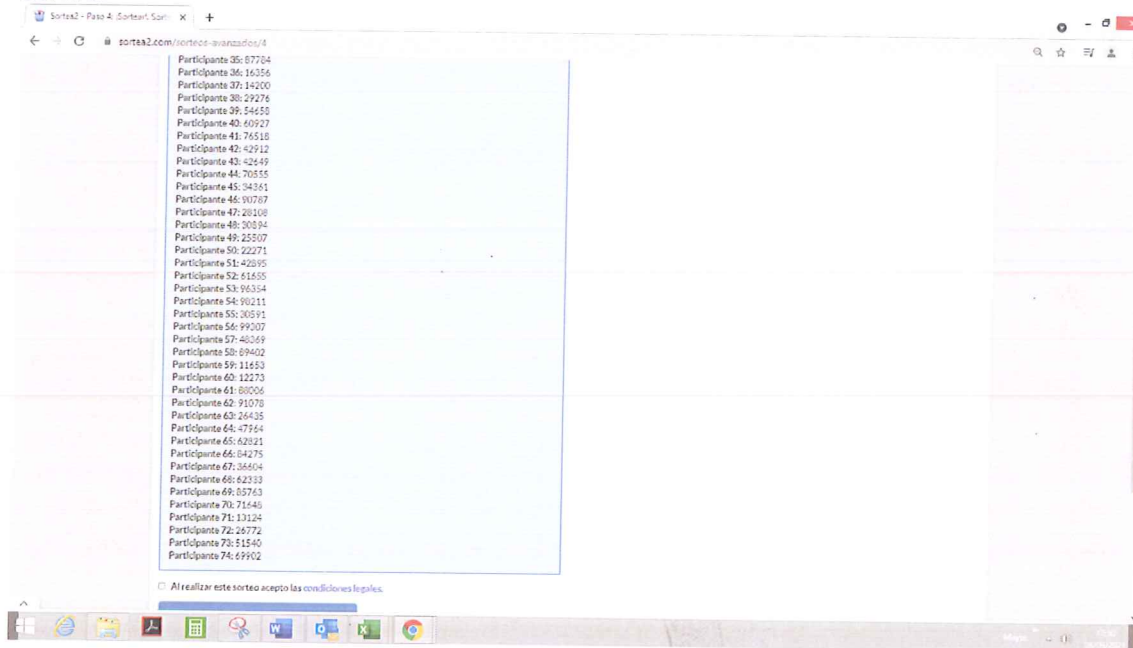 Sortea2 - Paso 4: ¡Sortear!. Sort
sortea2.com/sorteos-avanzados/4
Participante 35: 87784
Participante 36: 16356
Participante 37: 14200
Participante 38: 29276
Participante 39: 54658
Participante 40: 60927
Participante 41: 76518
Participante 42: 42912
Participante 43: 42649
Participante 44: 70555
Participante 45: 34361
Participante 46: 90787
Participante 47: 28108
Participante 48: 30894
Participante 49: 25507
Participante 50: 22271
Participante 51: 42895
Participante 52: 61655
Participante 53: 96354
Participante 54: 98211
Participante 55: 30591
Participante 56: 99307
Participante 57: 48369
Participante 58: 89402
Participante 59: 11653
Participante 60: 12273
Participante 61: 88006
Participante 62: 91078
Participante 63: 26435
Participante 64: 47964
Participante 65: 62821
Participante 66: 84275
Participante 67: 36604
Participante 68: 62333
Participante 69: 85763
Participante 70: 71648
Participante 71: 13124
Participante 72: 26772
Participante 73: 51540
Participante 74: 69902
Al realizar este sorteo acepto las condiciones legales.